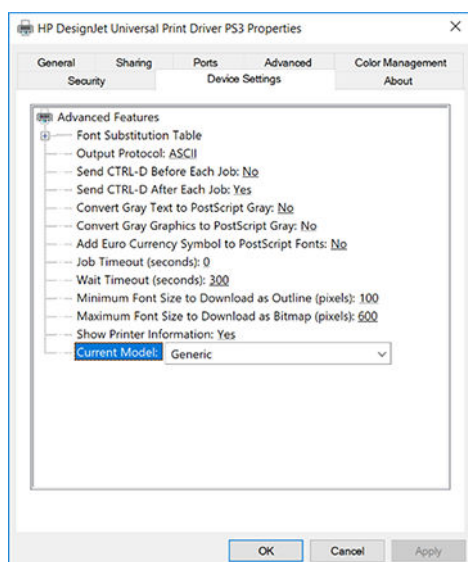 HP DesignJet Universal Print Driver PS3 Properties
General Sharing Ports Advanced Color Management
Security Device Settings About
Advanced Features
Font Substitution Table
Output Protocol: ASCII
Send CTRL-D Before Each Job: No
Send CTRL-D After Each Job: Yes
Convert Gray Text to PostScript Gray: No
Convert Gray Graphics to PostScript Gray: No
Add Euro Currency Symbol to PostScript Fonts: No
Job Timeout (seconds): 0
Wait Timeout (seconds): 300
Minimum Font Size to Download as Outline (pixels): 100
Maximum Font Size to Download as Bitmap (pixels): 600
Show Printer Information: Yes
Current Model: Generic
OK Cancel Apply